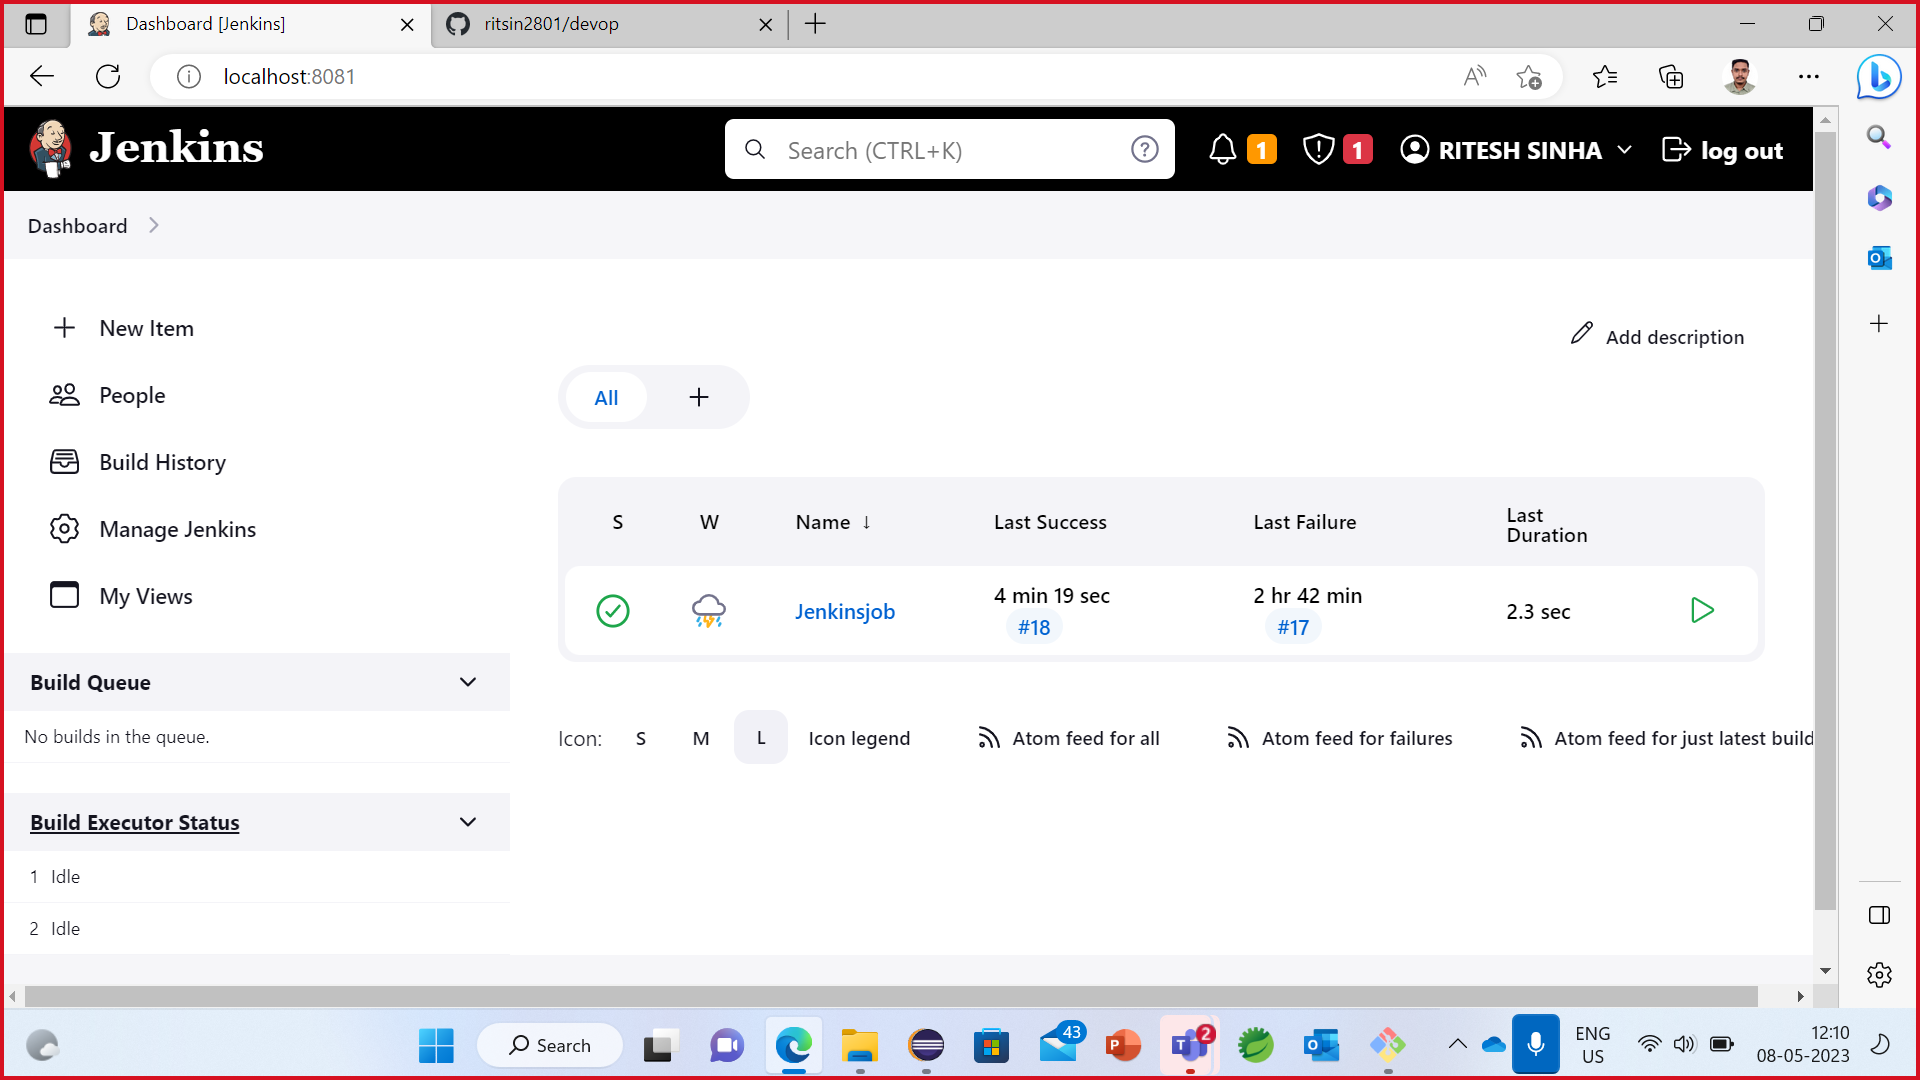 Dashboard [Jenkins]
ritsin2801/devop
localhost:8081
Jenkins
Search (CTRL+K)
1
1
RITESH SINHA
log out
Dashboard
New Item
People
Build History
Manage Jenkins
My Views
Add description
All
S W Name ↓ Last Success Last Failure Last Duration
Jenkinsjob
4 min 19 sec
#18
2 hr 42 min
#17
2.3 sec
Build Queue
No builds in the queue.
Icon: S M L Icon legend
Atom feed for all
Atom feed for failures
Atom feed for just latest build
Build Executor Status
1 Idle
2 Idle
Search
43
2
ENG
US
12:10
08-05-2023